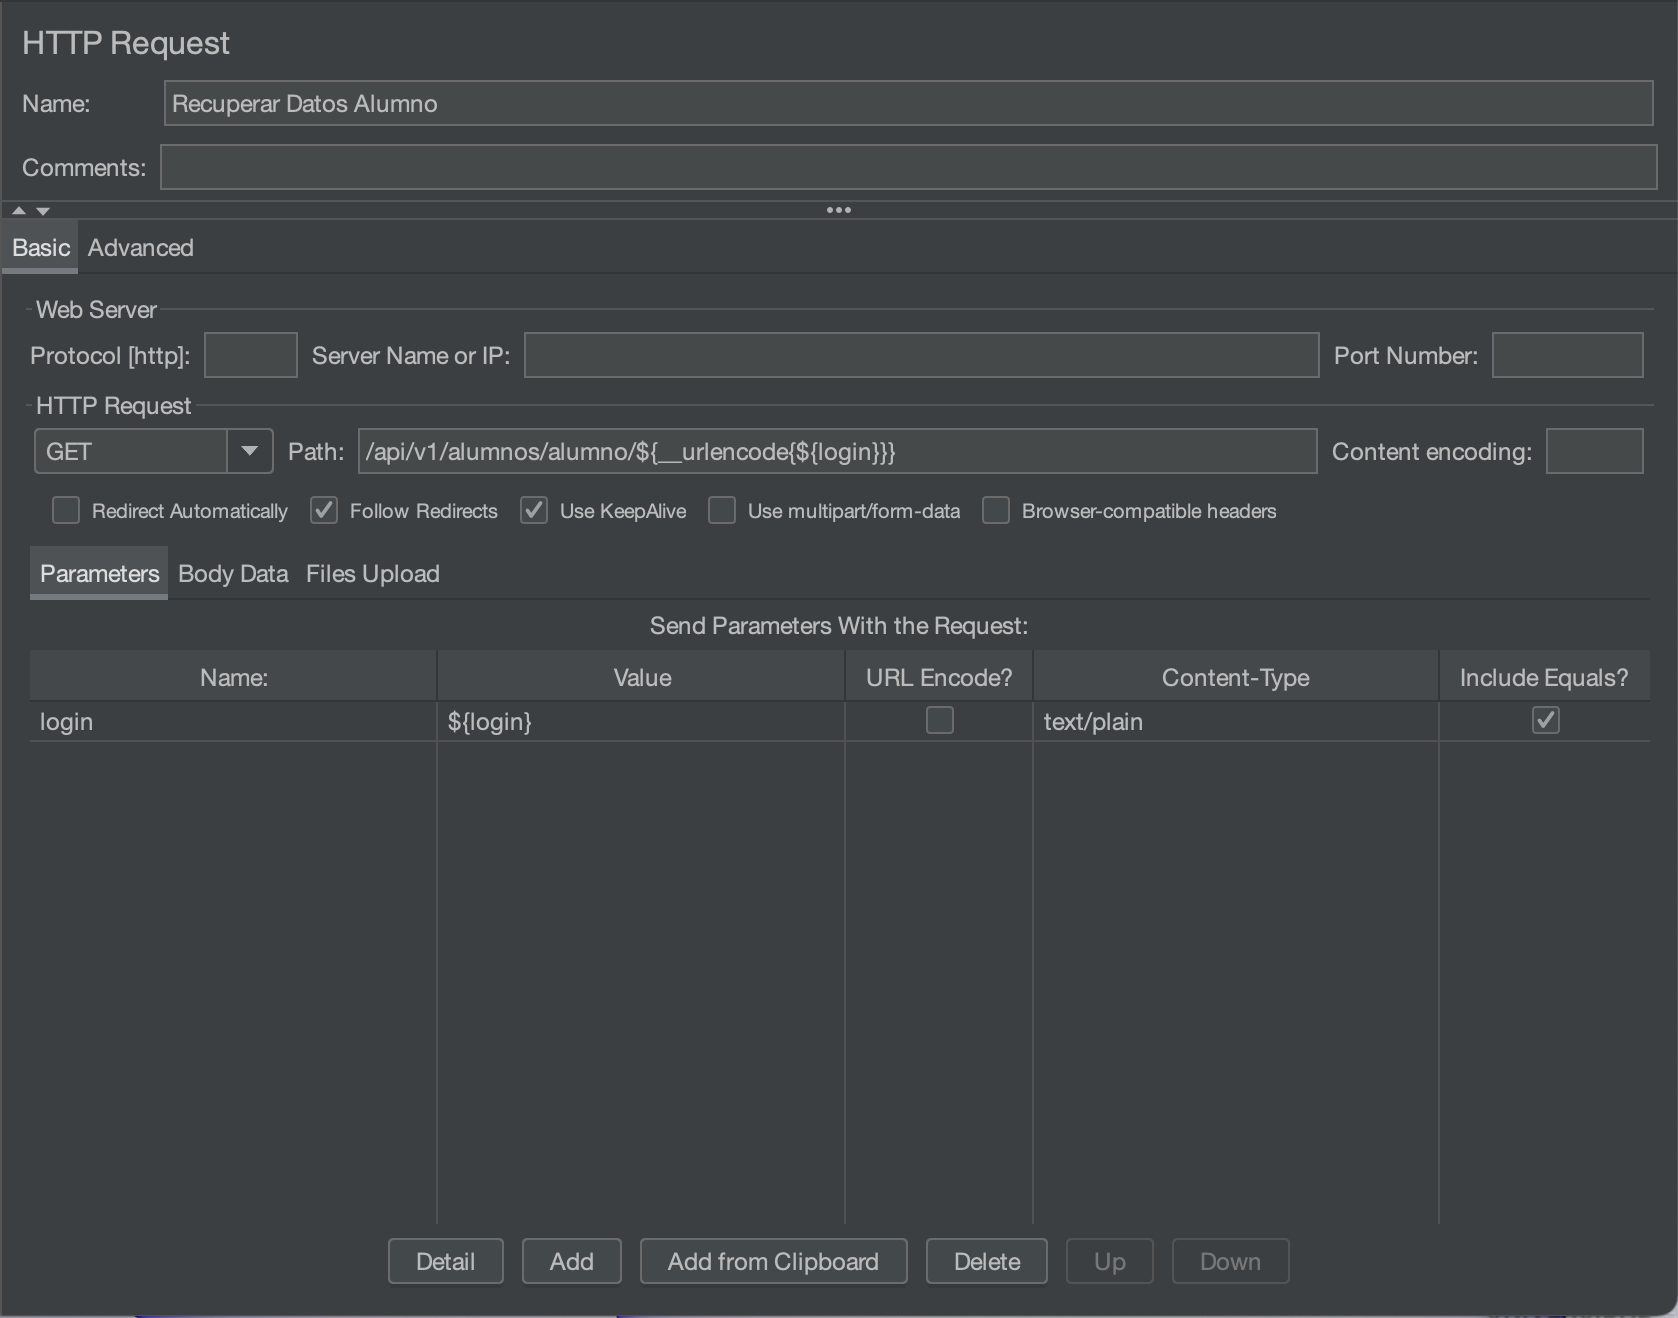 HTTP Request
Name: Recuperar Datos Alumno
Comments:
Basic Advanced
Web Server
Protocol [http]: Server Name or IP: Port Number:
HTTP Request
GET Path: /api/v1/alumnos/alumno/${__urlencode{${login}}} Content encoding:
Redirect Automatically Follow Redirects Use KeepAlive Use multipart/form-data Browser-compatible headers
Parameters Body Data Files Upload
Send Parameters With the Request:
Name: Value URL Encode? Content-Type Include Equals?
login ${login} text/plain
Detail Add Add from Clipboard Delete Up Down